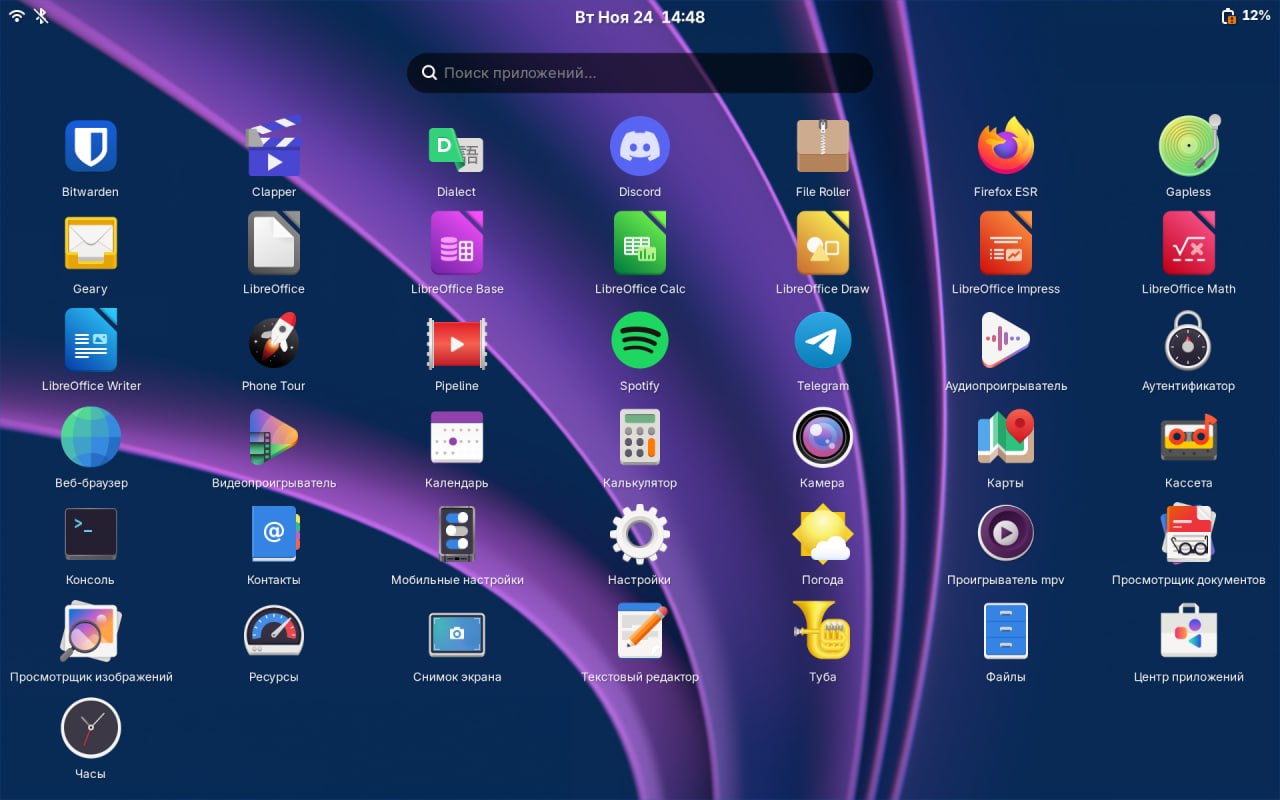 Вт Ноя 24 14:48
12%
Поиск приложений...
Bitwarden
Clapper
Dialect
Discord
File Roller
Firefox ESR
Gapless
Geary
LibreOffice
LibreOffice Base
LibreOffice Calc
LibreOffice Draw
LibreOffice Impress
LibreOffice Math
LibreOffice Writer
Phone Tour
Pipeline
Spotify
Telegram
Аудиопроигрыватель
Аутентификатор
Веб-браузер
Видеопроигрыватель
Календарь
Калькулятор
Камера
Карты
Кассета
Консоль
Контакты
Мобильные настройки
Настройки
Погода
Проигрыватель mpv
Просмотрщик документов
Просмотрщик изображений
Ресурсы
Снимок экрана
Текстовый редактор
Туба
Файлы
Центр приложений
Часы